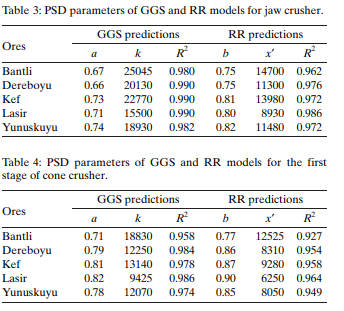 Table 3: PSD parameters of GGS and RR models for jaw crusher.
Ores GGS predictions RR predictions
a k R² b x′ R²
Bantli 0.67 25045 0.980 0.75 14700 0.962
Dereboyu 0.66 20130 0.990 0.75 11300 0.976
Kef 0.73 22770 0.990 0.81 13980 0.972
Lasir 0.71 15500 0.990 0.80 8930 0.986
Yunuskuyu 0.74 18930 0.982 0.82 11480 0.972
Table 4: PSD parameters of GGS and RR models for the first
stage of cone crusher.
Ores GGS predictions RR predictions
a k R² b x′ R²
Bantli 0.71 18830 0.958 0.77 12525 0.927
Dereboyu 0.79 12250 0.984 0.86 8310 0.954
Kef 0.81 13140 0.978 0.87 9280 0.958
Lasir 0.82 9425 0.986 0.90 6250 0.964
Yunuskuyu 0.78 12070 0.974 0.85 8050 0.949